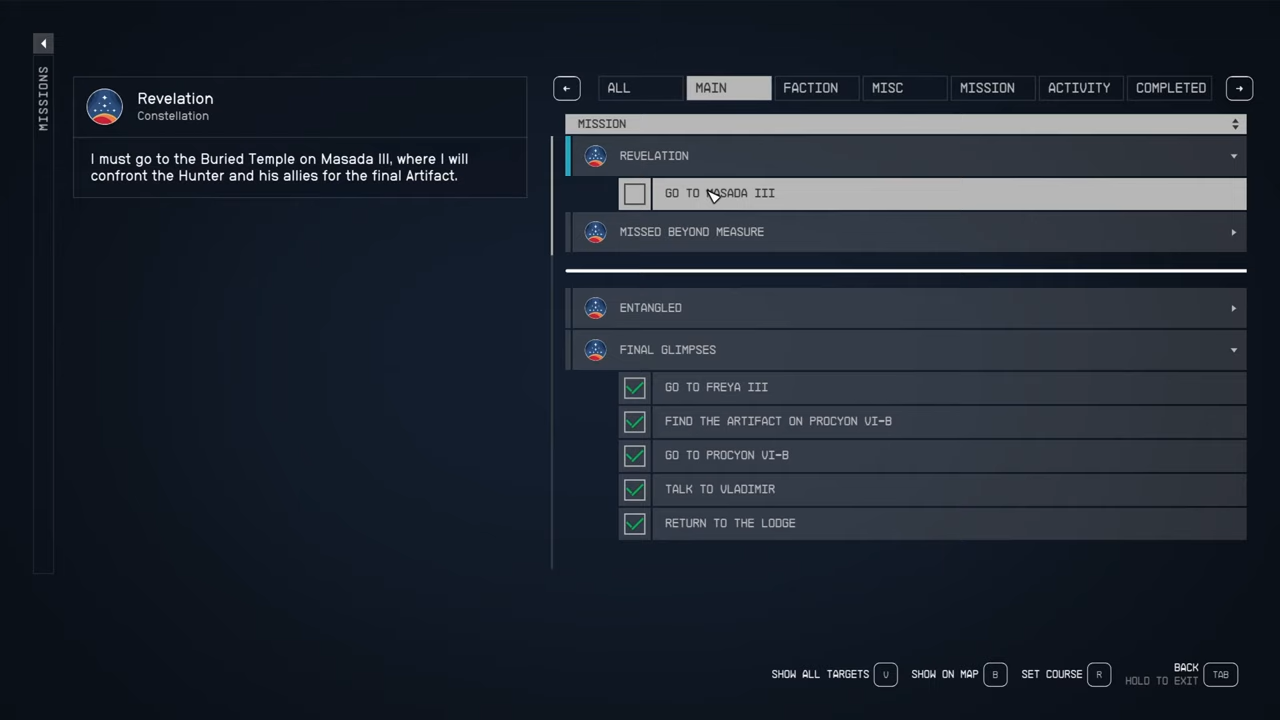 MISSIONS
Revelation
Constellation
I must go to the Buried Temple on Masada III, where I will
confront the Hunter and his allies for the final Artifact.
ALL
MAIN
FACTION
MISC
MISSION
ACTIVITY
COMPLETED
MISSION
REVELATION
GO TO MASADA III
MISSED BEYOND MEASURE
ENTANGLED
FINAL GLIMPSES
GO TO FREYA III
FIND THE ARTIFACT ON PROCYON VI-B
GO TO PROCYON VI-B
TALK TO VLADIMIR
RETURN TO THE LODGE
SHOW ALL TARGETS V
SHOW ON MAP B
SET COURSE R
BACK
HOLD TO EXIT
TAB